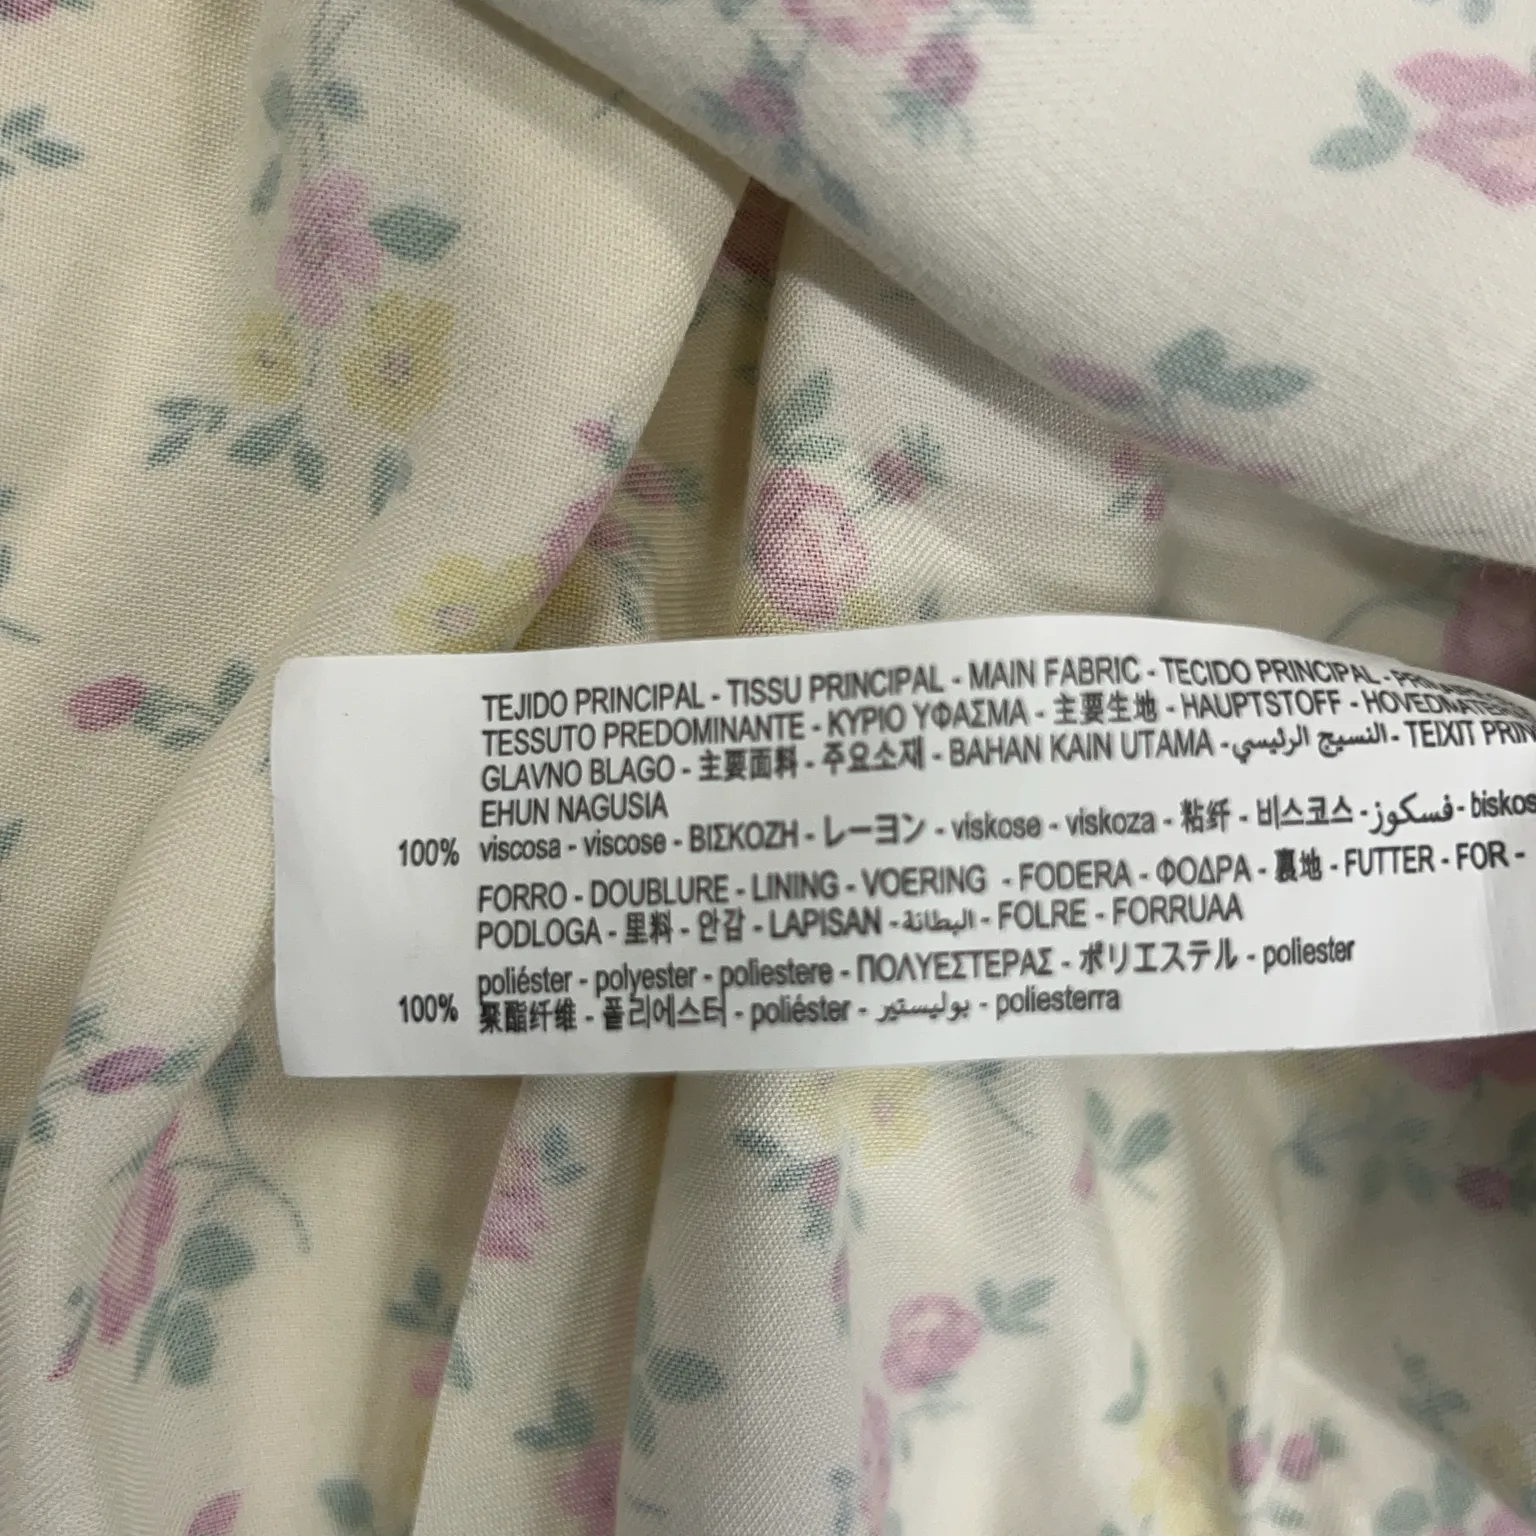 TEJIDO PRINCIPAL - TISSU PRINCIPAL - MAIN FABRIC - TECIDO PRINCIPAL -
TESSUTO PREDOMINANTE - ΚΥΡΙΟ ΥΦΑΣΜΑ - 主要生地 - HAUPTSTOFF -
GLAVNO BLAGO - 主要面料 - 주요소재 - BAHAN KAIN UTAMA - النسيج الرئيسي - TEIXIT
EHUN NAGUSIA
100% viscosa - viscose - ΒΙΣΚΟΖΗ - レーヨン - viskose - viskoza - 粘纤 - 비스코스 - فسكوز -
FORRO - DOUBLURE - LINING - VOERING - FODERA - ΦΟΔΡΑ - 裏地 - FUTTER - FOR -
PODLOGA - 里料 - 안감 - LAPISAN - البطانة - FOLRE - FORRUAA
poliéster - polyester - poliestere - ΠΟΛΥΕΣΤΕΡΑΣ - ポリエステル - poliester
100% 聚酯纤维 - 폴리에스터 - poliéster - بوليستير - poliesterra